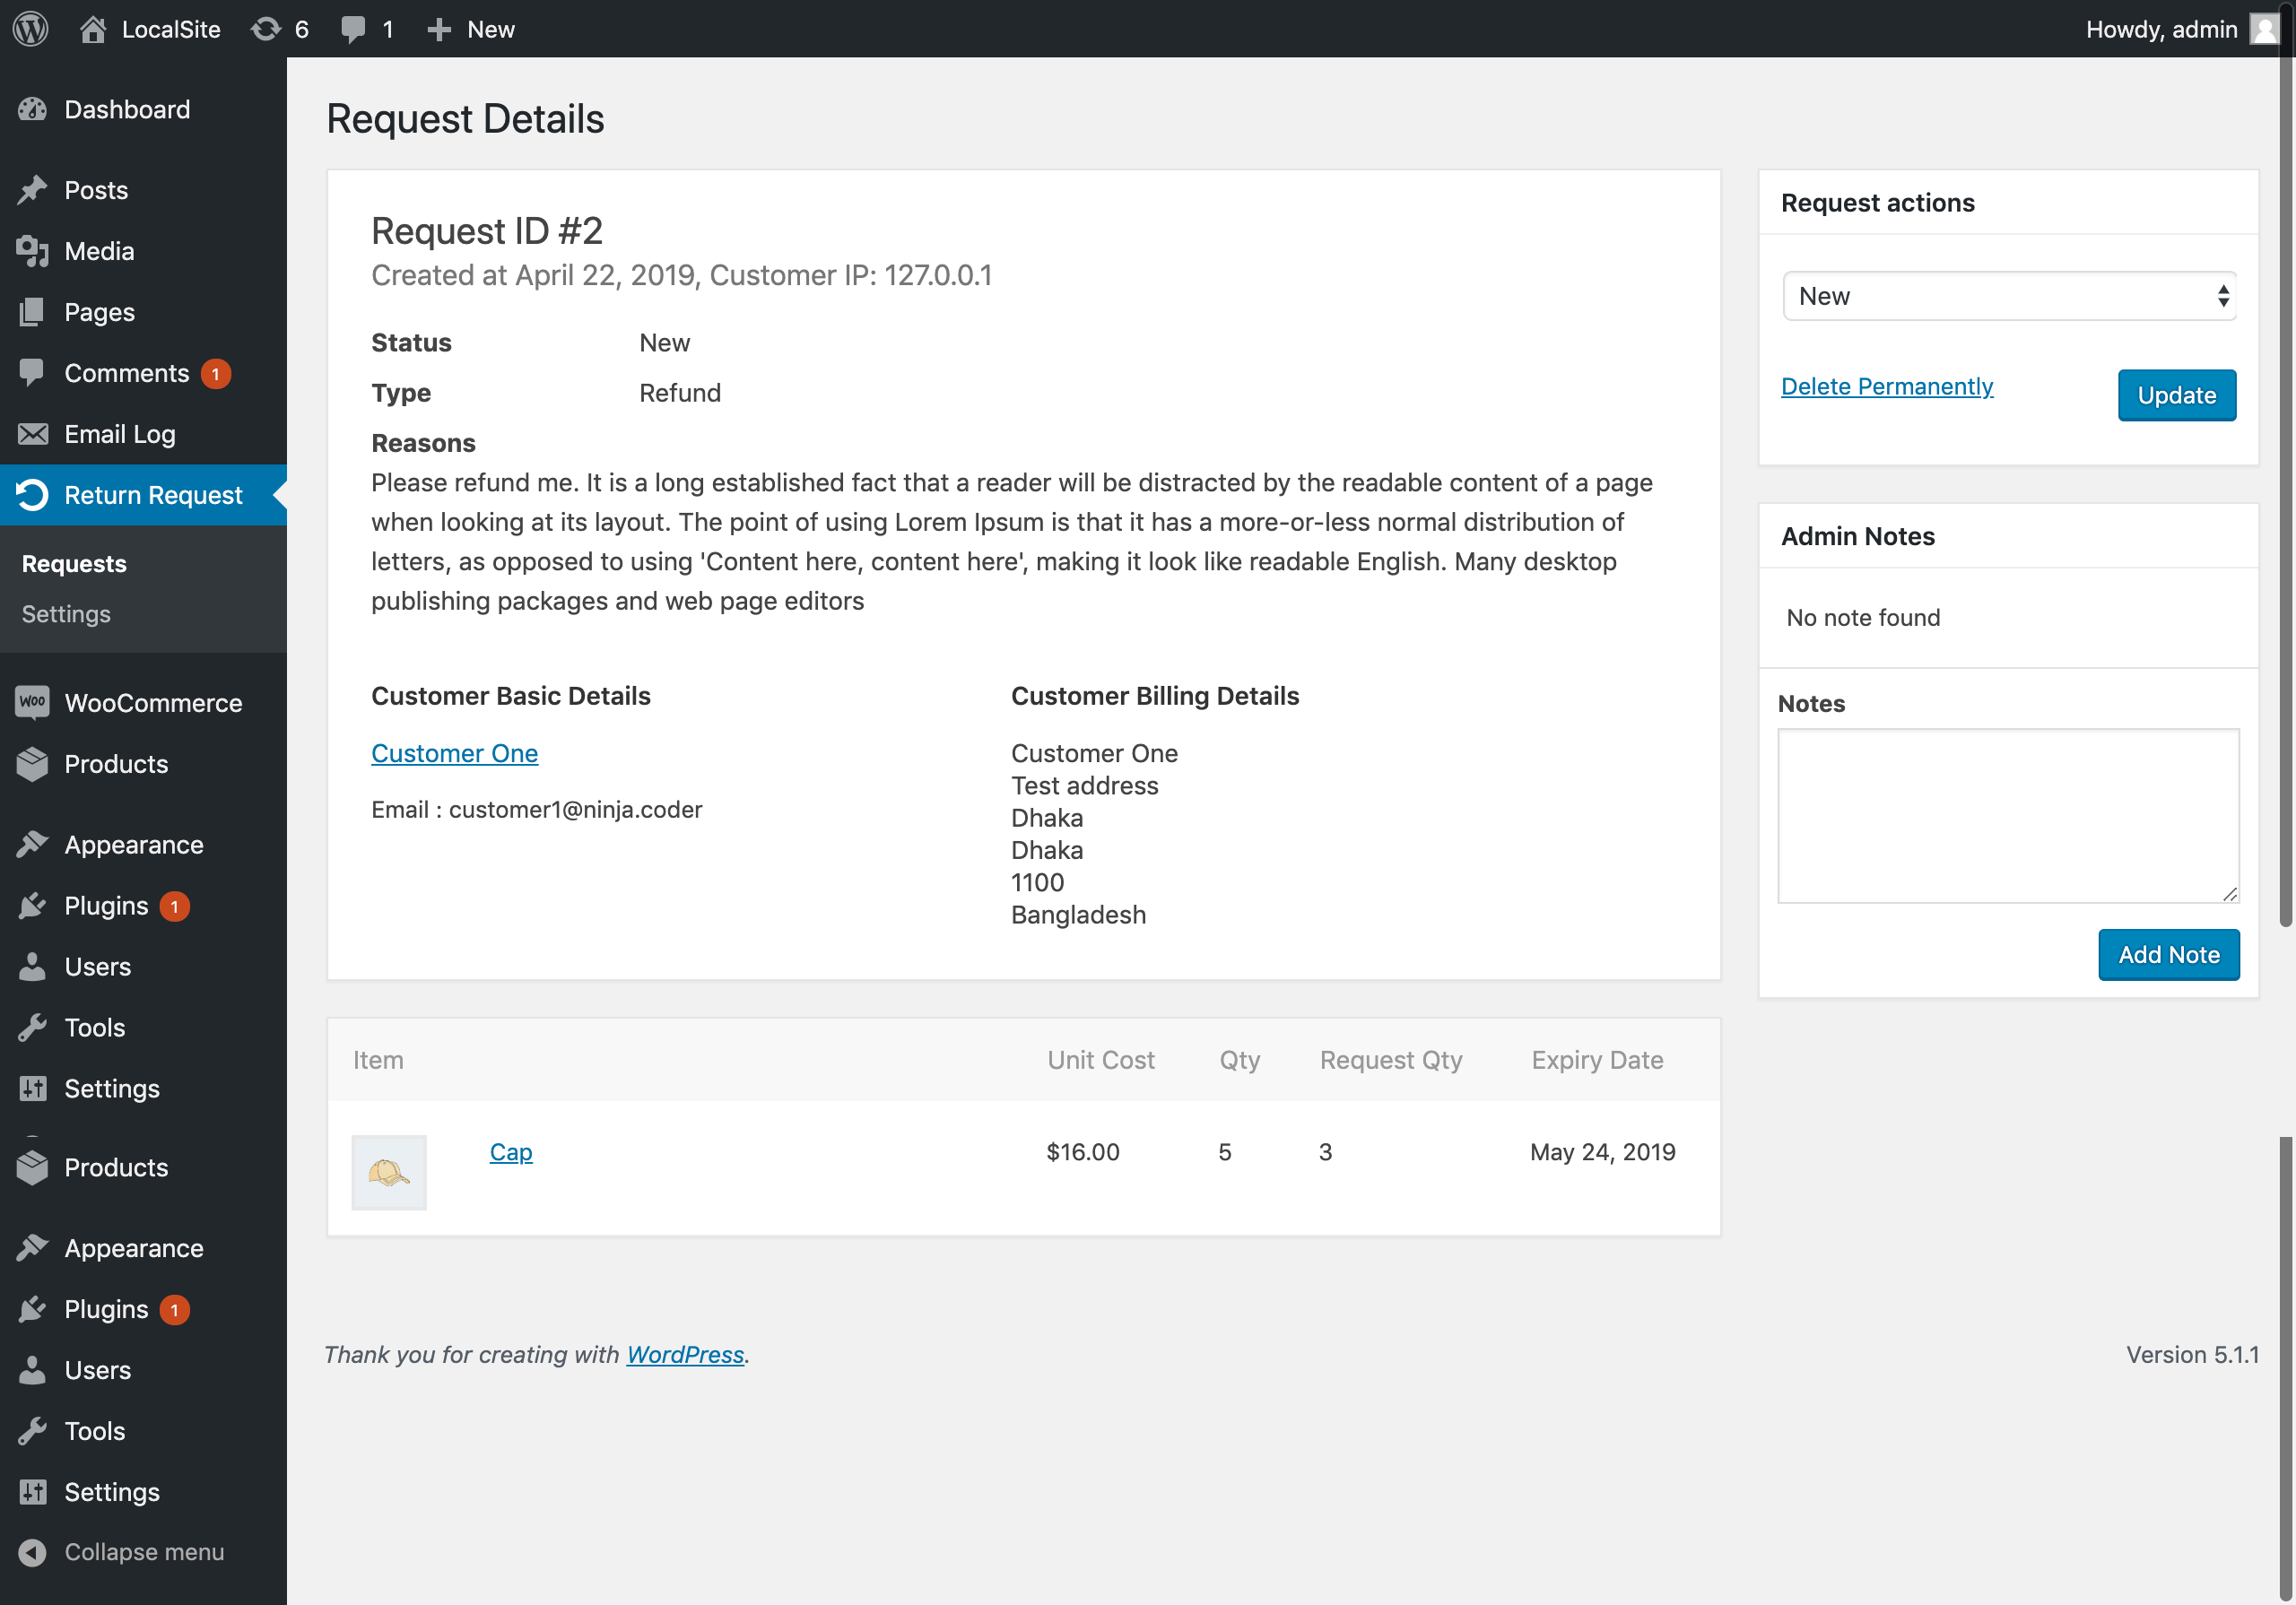 LocalSite 6 1 New Howdy, admin
Dashboard
Posts
Media
Pages
Comments 1
Email Log
Return Request
Requests
Settings
WooCommerce
Products
Appearance
Plugins 1
Users
Tools
Settings
Products
Appearance
Plugins 1
Users
Tools
Settings
Collapse menu
Request Details
Request ID #2
Created at April 22, 2019, Customer IP: 127.0.0.1
Status New
Type Refund
Reasons
Please refund me. It is a long established fact that a reader will be distracted by the readable content of a page
when looking at its layout. The point of using Lorem Ipsum is that it has a more-or-less normal distribution of
letters, as opposed to using 'Content here, content here', making it look like readable English. Many desktop
publishing packages and web page editors
Customer Basic Details
Customer One
Email : customer1@ninja.coder
Customer Billing Details
Customer One
Test address
Dhaka
Dhaka
1100
Bangladesh
Item Unit Cost Qty Request Qty Expiry Date
Cap $16.00 5 3 May 24, 2019
Request actions
New
Delete Permanently Update
Admin Notes
No note found
Notes
Add Note
Thank you for creating with WordPress. Version 5.1.1